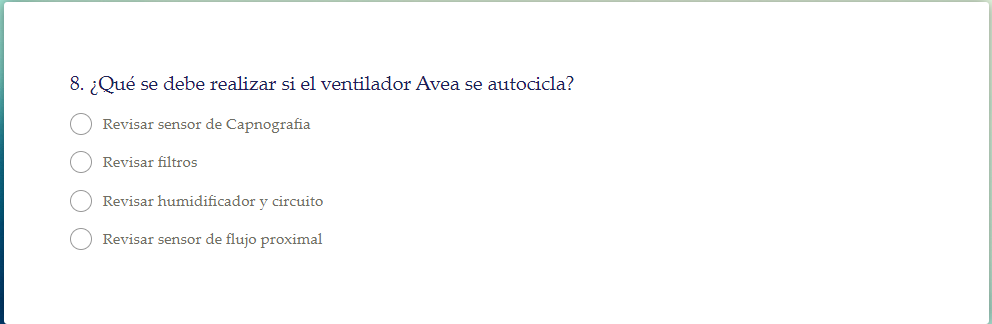 8. ¿Qué se debe realizar si el ventilador Avea se autocicla?
Revisar sensor de Capnografia
Revisar filtros
Revisar humidificador y circuito
Revisar sensor de flujo proximal